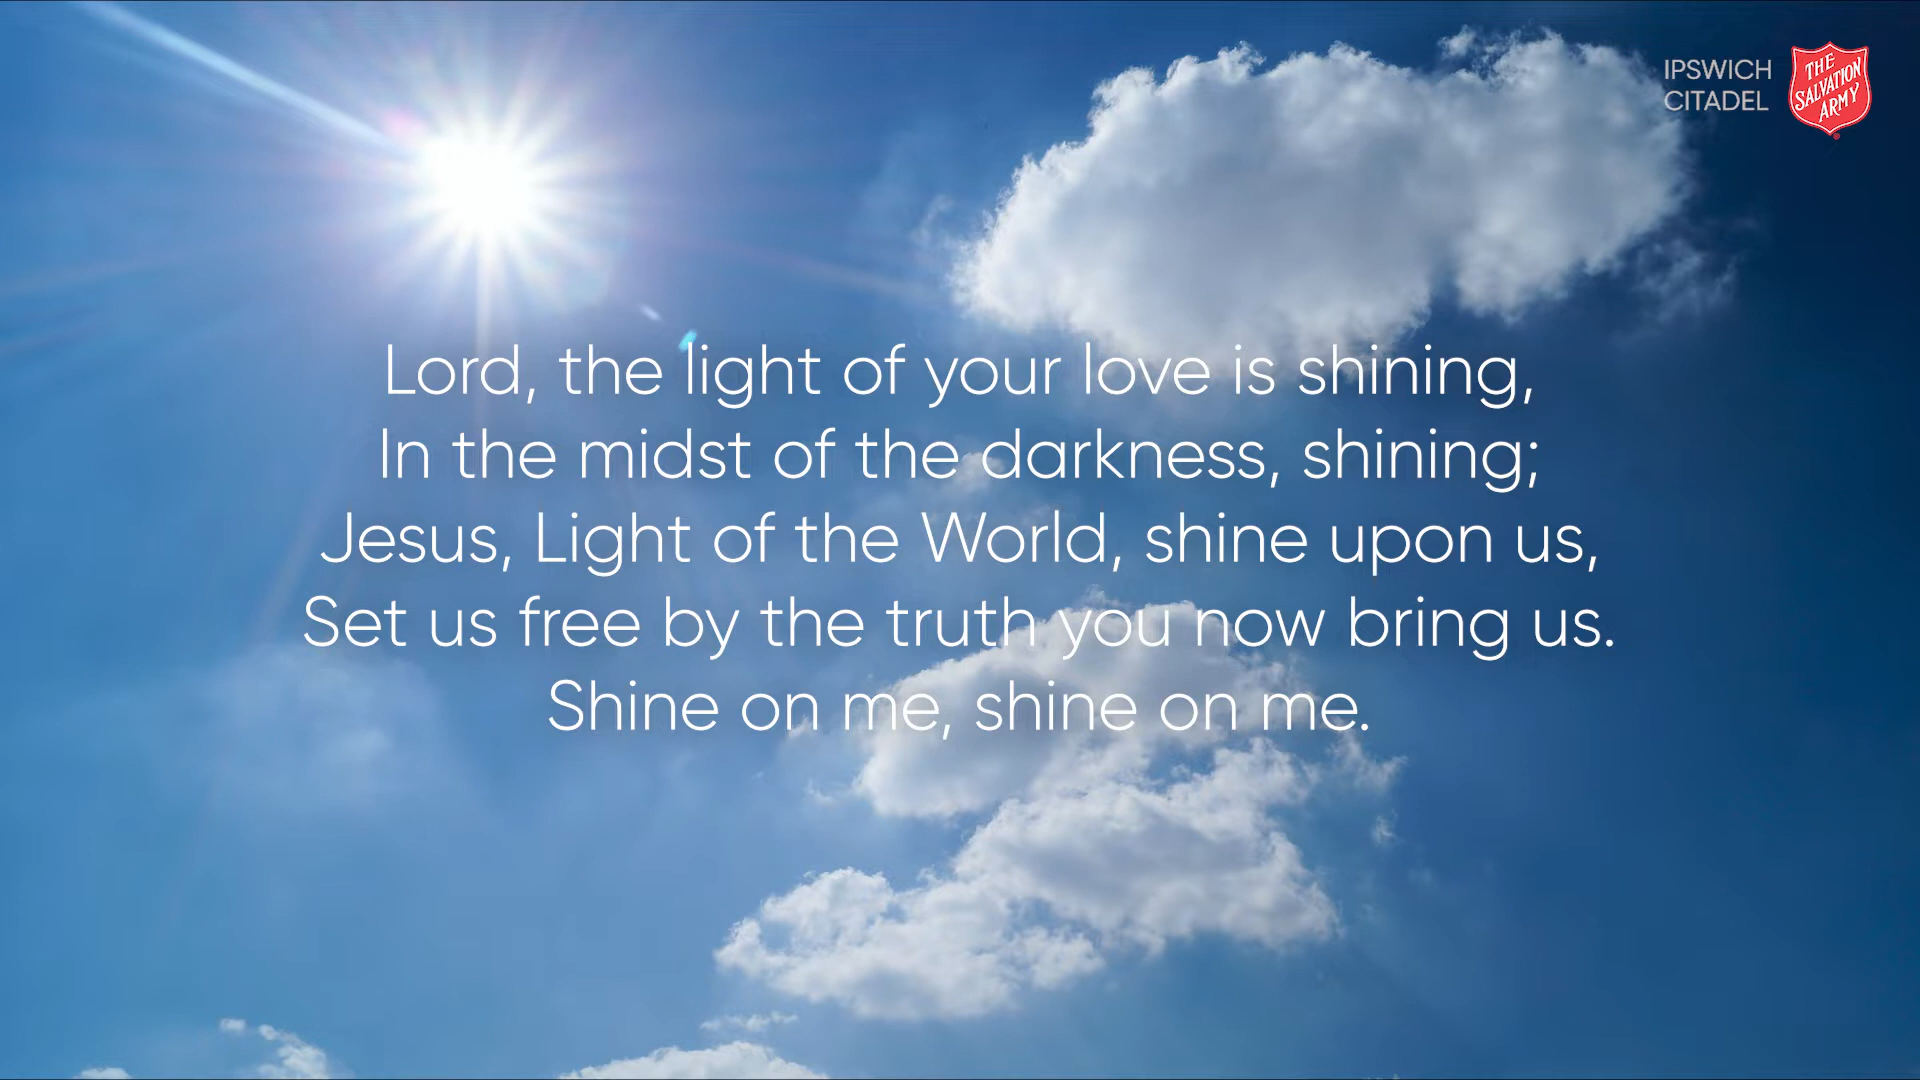 IPSWICH
CITADEL
THE
SALVATION
ARMY
Lord, the light of your love is shining,
In the midst of the darkness, shining;
Jesus, Light of the World, shine upon us,
Set us free by the truth you now bring us.
Shine on me, shine on me.